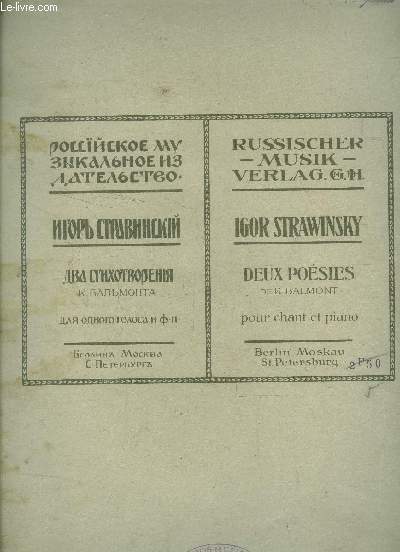 © Le-livre.com
РОССІЙСКОЕ МУ
ЗЫКАЛЬНОЕ ИЗ
ДАТЕЛЬСТВО.
ИГОРЬ СТРАВИНСКІЙ
ДВА СТИХОТВОРЕНІЯ
К. БАЛЬМОНТА
ДЛЯ ОДНОГО ГОЛОСА И Ф-П
БЕРЛИНЪ МОСКВА
С. ПЕТЕРБУРГЪ
RUSSISCHER
– MUSIK –
VERLAG. G.M.
IGOR STRAWINSKY
DEUX POÉSIES
DE K. BALMONT
pour chant et piano
Berlin Moskau
St. Petersburg